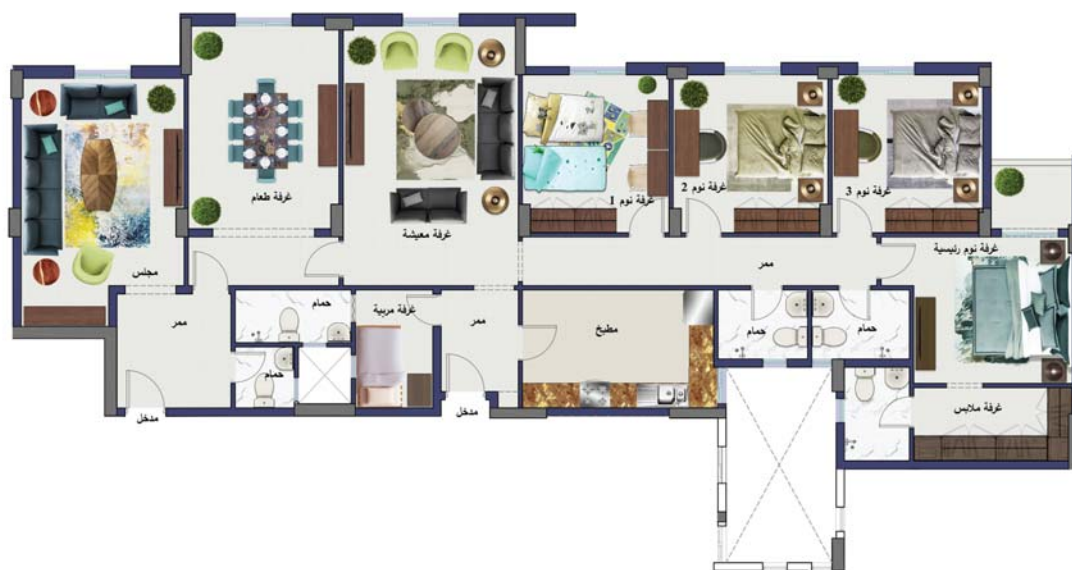 غرفة طعام
غرفة معيشة
غرفة نوم 1
غرفة نوم 2
غرفة نوم 3
غرفة نوم رئيسية
مجلس
ممر
ممر
ممر
حمام
حمام
حمام
حمام
غرفة مربية
مطبخ
غرفة ملابس
مدخل
مدخل